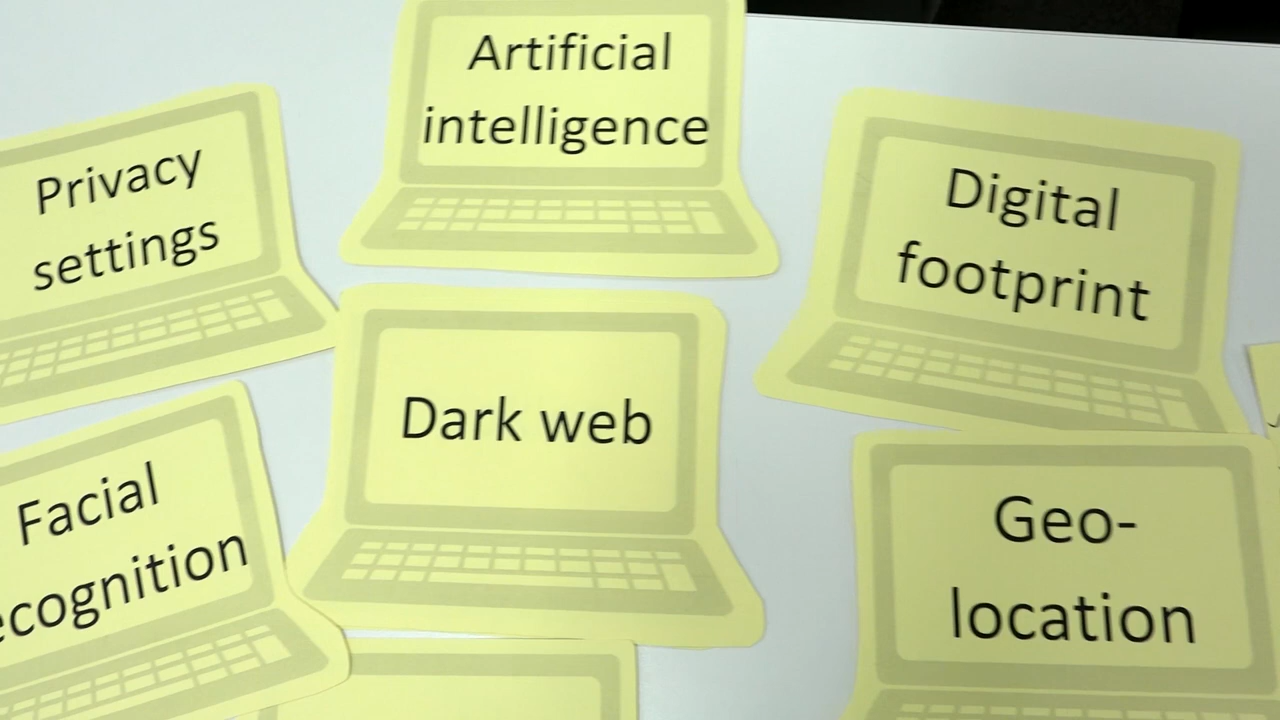 Artificial
intelligence
Privacy
settings
Digital
footprint
Dark web
Facial
ecognition
Geo-
location